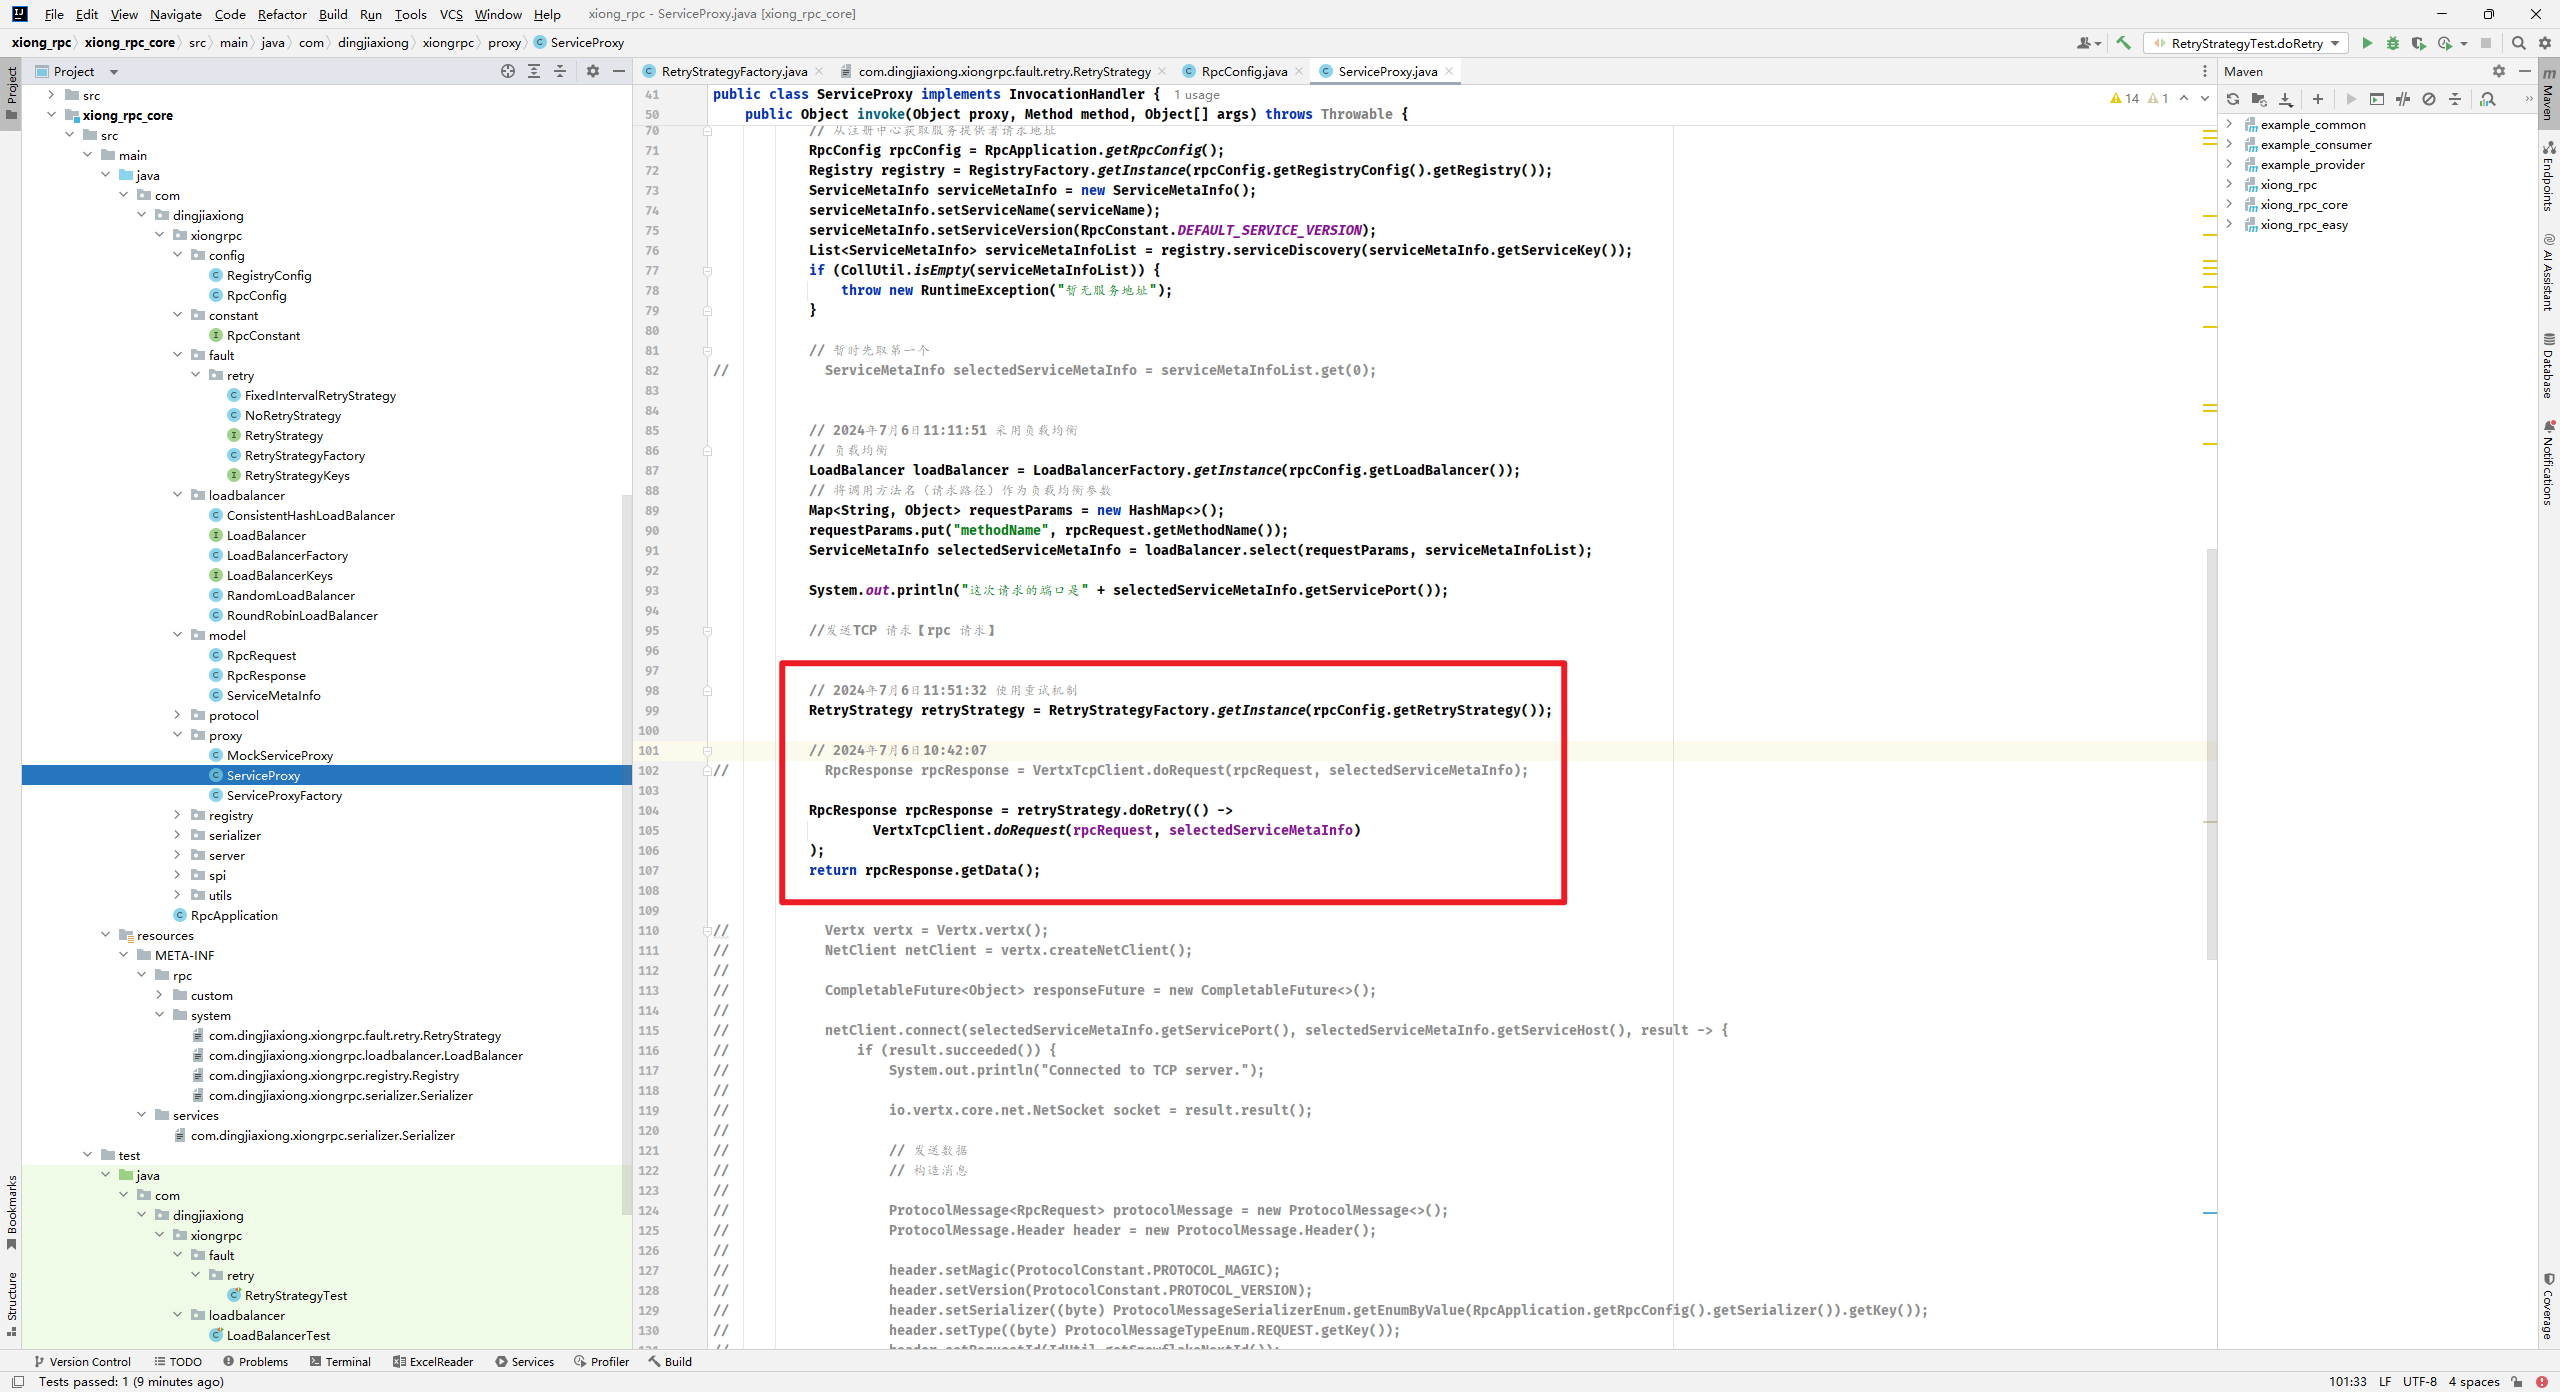 File Edit View Navigate Code Refactor Build Run Tools VCS Window Help xiong_rpc - ServiceProxy.java [xiong_rpc_core]
xiong_rpc xiong_rpc_core src main java com dingjiaxiong xiongrpc proxy ServiceProxy
RetryStrategyTest.doRetry
Project
RetryStrategyFactory.java com.dingjiaxiong.xiongrpc.fault.retry.RetryStrategy RpcConfig.java ServiceProxy.java
Maven
Project
src
xiong_rpc_core
src
main
java
com
dingjiaxiong
xiongrpc
config
RegistryConfig
RpcConfig
constant
RpcConstant
fault
retry
FixedIntervalRetryStrategy
NoRetryStrategy
RetryStrategy
RetryStrategyFactory
RetryStrategyKeys
loadbalancer
ConsistentHashLoadBalancer
LoadBalancer
LoadBalancerFactory
LoadBalancerKeys
RandomLoadBalancer
RoundRobinLoadBalancer
model
RpcRequest
RpcResponse
ServiceMetaInfo
protocol
proxy
MockServiceProxy
ServiceProxy
ServiceProxyFactory
registry
serializer
server
spi
utils
RpcApplication
resources
META-INF
rpc
custom
system
com.dingjiaxiong.xiongrpc.fault.retry.RetryStrategy
com.dingjiaxiong.xiongrpc.loadbalancer.LoadBalancer
com.dingjiaxiong.xiongrpc.registry.Registry
com.dingjiaxiong.xiongrpc.serializer.Serializer
services
com.dingjiaxiong.xiongrpc.serializer.Serializer
test
java
com
dingjiaxiong
xiongrpc
fault
retry
RetryStrategyTest
loadbalancer
LoadBalancerTest
Bookmarks
Structure
41 public class ServiceProxy implements InvocationHandler { 1 usage
14 1
50 public Object invoke(Object proxy, Method method, Object[] args) throws Throwable {
70 // 从注册中心获取服务提供者请求地址
71 RpcConfig rpcConfig = RpcApplication.getRpcConfig();
72 Registry registry = RegistryFactory.getInstance(rpcConfig.getRegistryConfig().getRegistry());
73 ServiceMetaInfo serviceMetaInfo = new ServiceMetaInfo();
74 serviceMetaInfo.setServiceName(serviceName);
75 serviceMetaInfo.setServiceVersion(RpcConstant.DEFAULT_SERVICE_VERSION);
76 List<ServiceMetaInfo> serviceMetaInfoList = registry.serviceDiscovery(serviceMetaInfo.getServiceKey());
77 if (CollUtil.isEmpty(serviceMetaInfoList)) {
78 throw new RuntimeException("暂无服务地址");
79 }
80
81 // 暂时先取第一个
82 // ServiceMetaInfo selectedServiceMetaInfo = serviceMetaInfoList.get(0);
83
84
85 // 2024年7月6日11:11:51 采用负载均衡
86 // 负载均衡
87 LoadBalancer loadBalancer = LoadBalancerFactory.getInstance(rpcConfig.getLoadBalancer());
88 // 将调用方法名（请求路径）作为负载均衡参数
89 Map<String, Object> requestParams = new HashMap<>();
90 requestParams.put("methodName", rpcRequest.getMethodName());
91 ServiceMetaInfo selectedServiceMetaInfo = loadBalancer.select(requestParams, serviceMetaInfoList);
92
93 System.out.println("这次请求的端口是" + selectedServiceMetaInfo.getServicePort());
94
95 //发送TCP 请求【rpc 请求】
96
97
98 // 2024年7月6日11:51:32 使用重试机制
99 RetryStrategy retryStrategy = RetryStrategyFactory.getInstance(rpcConfig.getRetryStrategy());
100
101 // 2024年7月6日10:42:07
102 // RpcResponse rpcResponse = VertxTcpClient.doRequest(rpcRequest, selectedServiceMetaInfo);
103
104 RpcResponse rpcResponse = retryStrategy.doRetry(() ->
105 VertxTcpClient.doRequest(rpcRequest, selectedServiceMetaInfo)
106 );
107 return rpcResponse.getData();
108
109
110 // Vertx vertx = Vertx.vertx();
111 // NetClient netClient = vertx.createNetClient();
112 //
113 // CompletableFuture<Object> responseFuture = new CompletableFuture<>();
114 //
115 // netClient.connect(selectedServiceMetaInfo.getServicePort(), selectedServiceMetaInfo.getServiceHost(), result -> {
116 // if (result.succeeded()) {
117 // System.out.println("Connected to TCP server.");
118 //
119 // io.vertx.core.net.NetSocket socket = result.result();
120 //
121 // // 发送数据
122 // // 构造消息
123 //
124 // ProtocolMessage<RpcRequest> protocolMessage = new ProtocolMessage<>();
125 // ProtocolMessage.Header header = new ProtocolMessage.Header();
126 //
127 // header.setMagic(ProtocolConstant.PROTOCOL_MAGIC);
128 // header.setVersion(ProtocolConstant.PROTOCOL_VERSION);
129 // header.setSerializer((byte) ProtocolMessageSerializerEnum.getEnumByValue(RpcApplication.getRpcConfig().getSerializer()).getKey());
130 // header.setType((byte) ProtocolMessageTypeEnum.REQUEST.getKey());
example_common
example_consumer
example_provider
xiong_rpc
xiong_rpc_core
xiong_rpc_easy
Maven
Endpoints
AI Assistant
Database
Notifications
Coverage
Version Control TODO Problems Terminal ExcelReader Services Profiler Build
Tests passed: 1 (9 minutes ago)
101:33 LF UTF-8 4 spaces